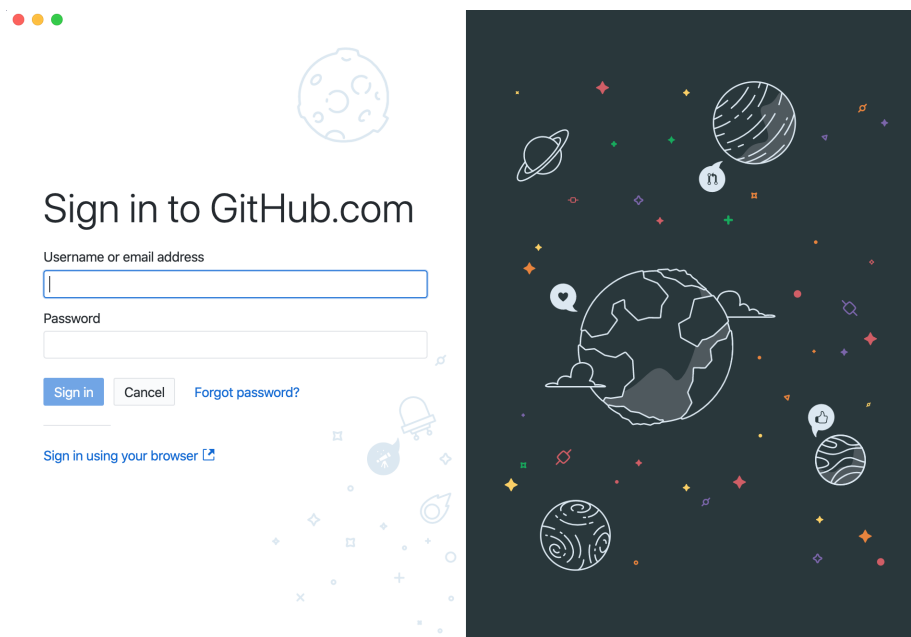 Sign in to GitHub.com
Username or email address
Password
Sign in Cancel Forgot password?
Sign in using your browser